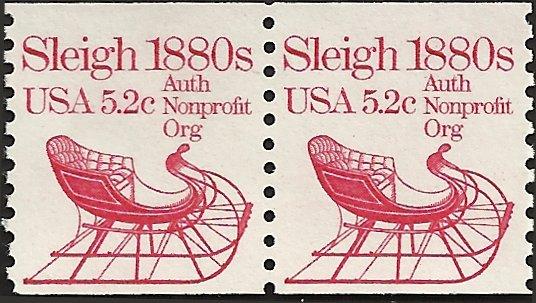 Sleigh 1880s
USA 5.2c
Auth
Nonprofit
Org
Sleigh 1880s
USA 5.2c
Auth
Nonprofit
Org